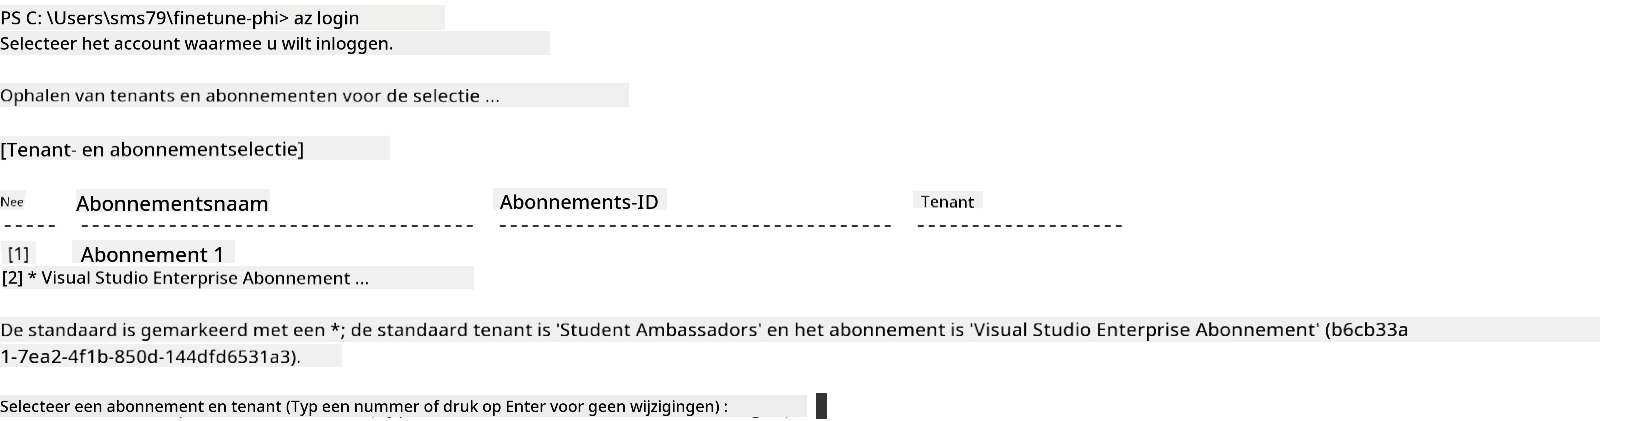 PS C: \Users\sms79\finetune-phi> az login
Selecteer het account waarmee u wilt inloggen.
Ophalen van tenants en abonnementen voor de selectie ...
[Tenant- en abonnementselectie]
Nee Abonnementsnaam Abonnements-ID Tenant
[1] Abonnement 1
[2] * Visual Studio Enterprise Abonnement ...
De standaard is gemarkeerd met een *; de standaard tenant is 'Student Ambassadors' en het abonnement is 'Visual Studio Enterprise Abonnement' (b6cb33a
1-7ea2-4f1b-850d-144dfd6531a3).
Selecteer een abonnement en tenant (Typ een nummer of druk op Enter voor geen wijzigingen) :